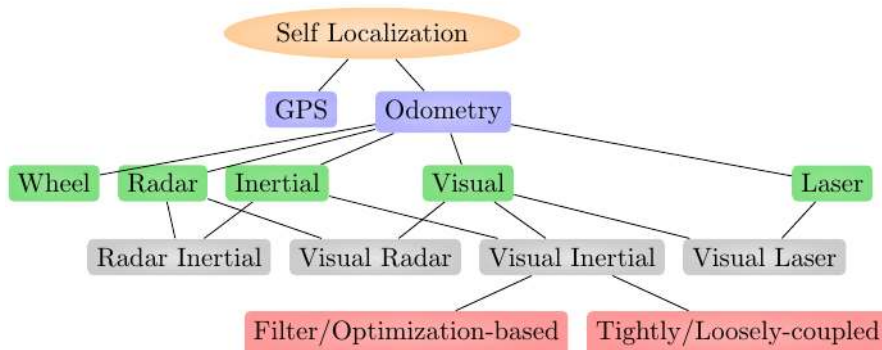 Self Localization
GPS
Odometry
Wheel
Radar
Inertial
Visual
Laser
Radar Inertial
Visual Radar
Visual Inertial
Visual Laser
Filter/Optimization-based
Tightly/Loosely-coupled